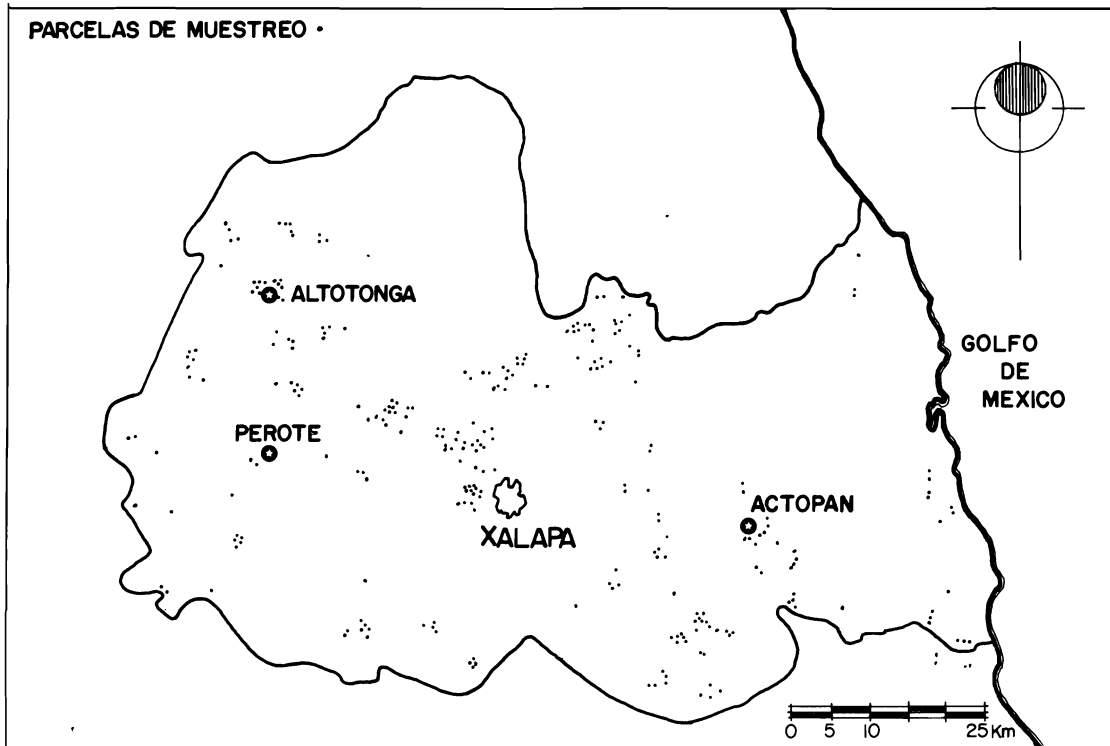 PARCELAS DE MUESTREO •
ALTOTONGA
GOLFO
DE
MEXICO
PEROTE
ACTOPAN
XALAPA
0 5 10 25 Km